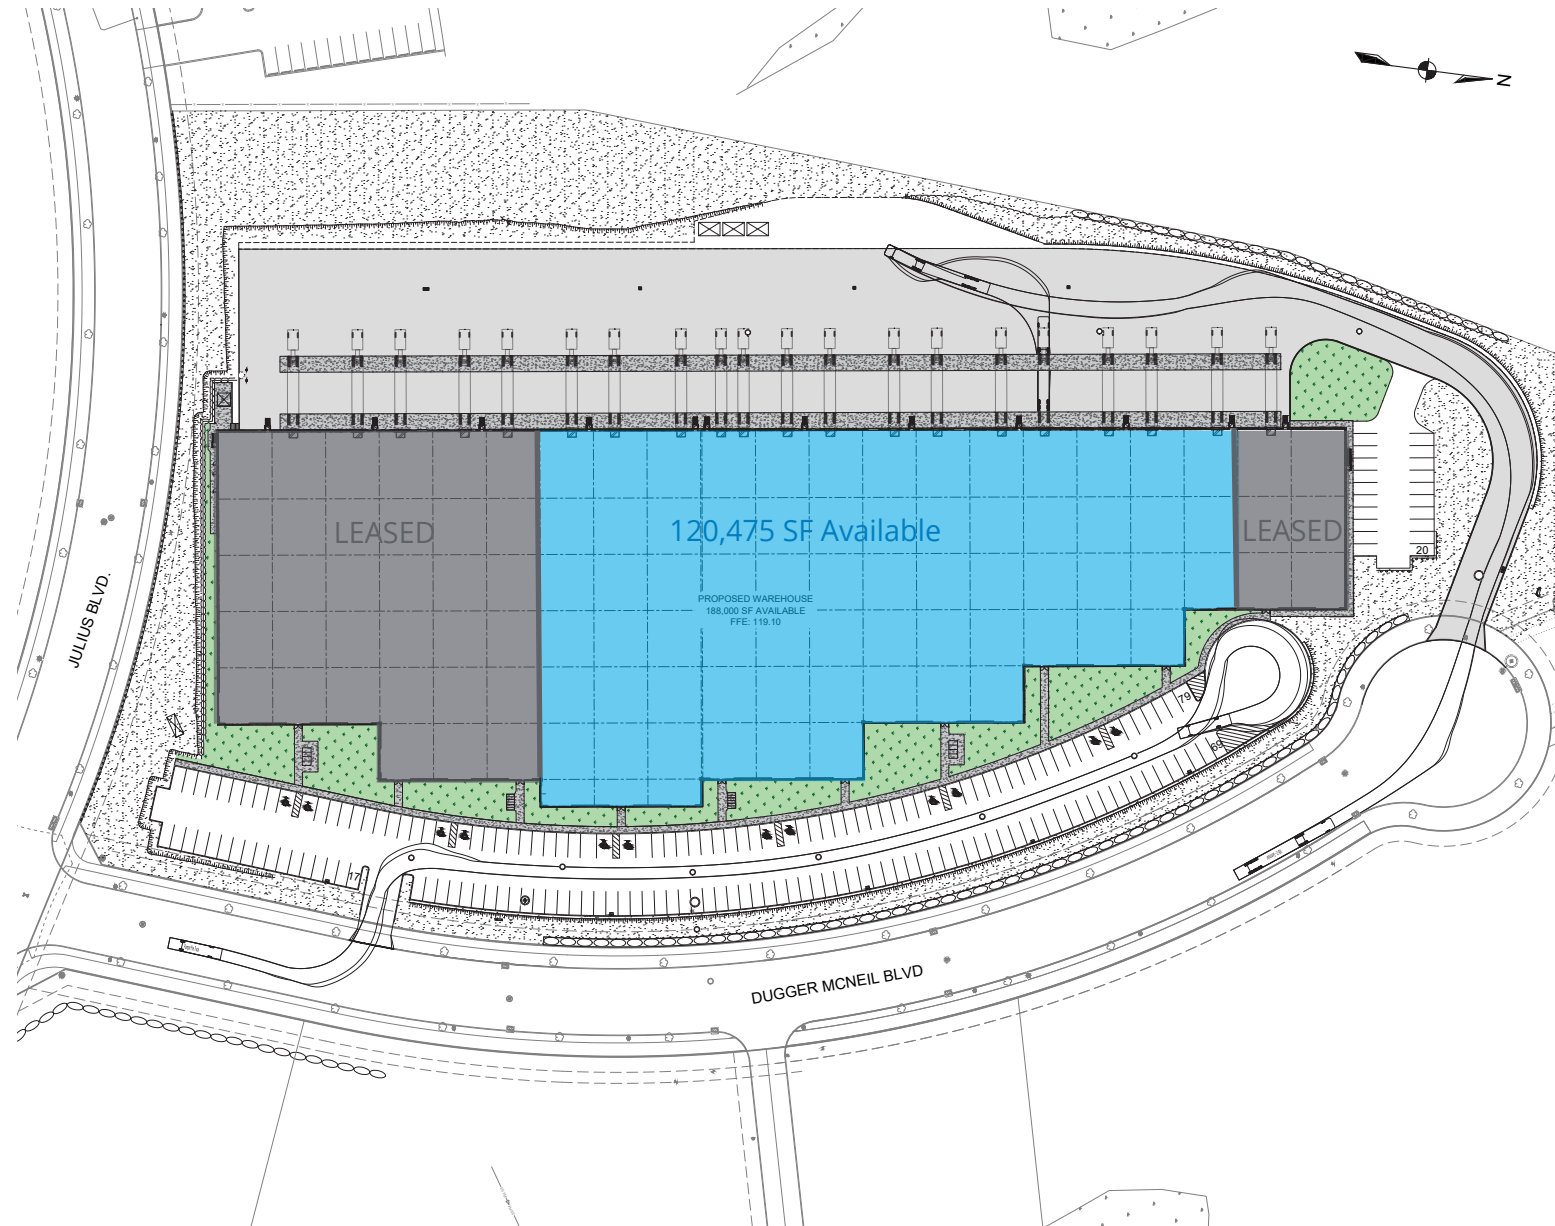 N
LEASED
120,475 SF Available
LEASED
20
PROPOSED WAREHOUSE
188,000 SF AVAILABLE
FFE: 119.10
JULIUS BLVD.
79
69
17
DUGGER MCNEIL BLVD